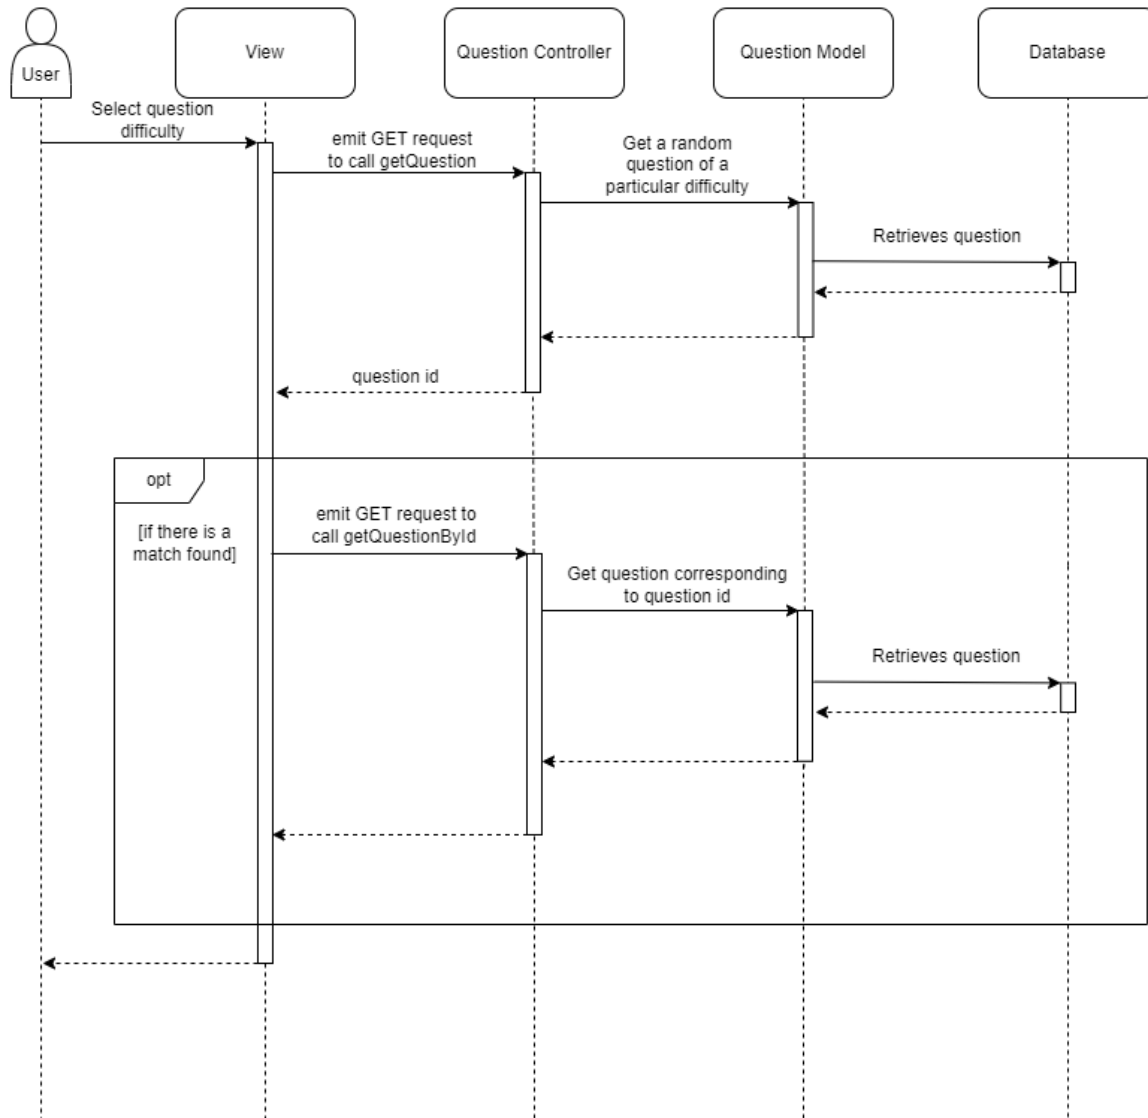 User
View
Question Controller
Question Model
Database
Select question
difficulty
emit GET request
to call getQuestion
Get a random
question of a
particular difficulty
Retrieves question
question id
opt
[if there is a
match found]
emit GET request to
call getQuestionById
Get question corresponding
to question id
Retrieves question